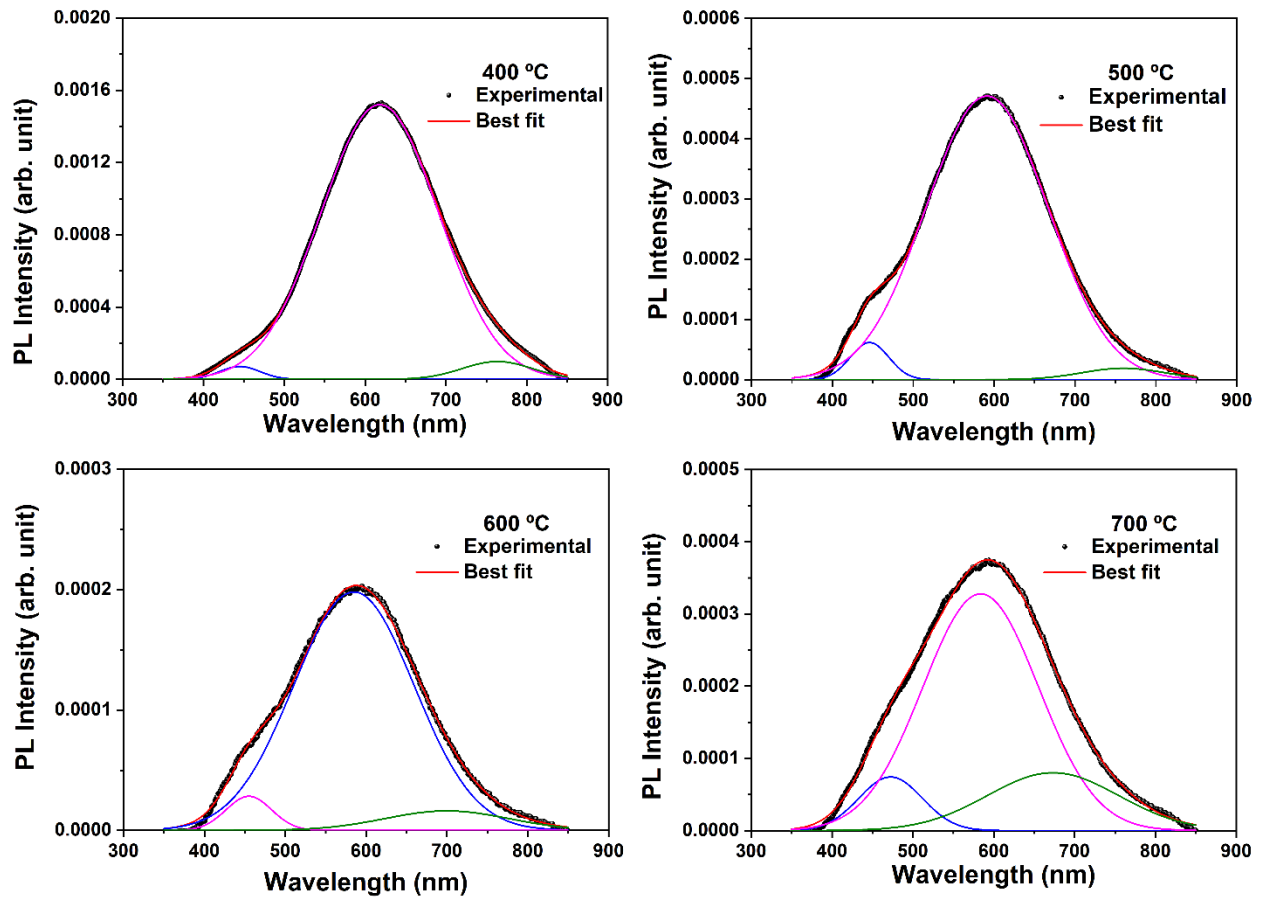 PL Intensity (arb. unit)
0.0020
0.0016
0.0012
0.0008
0.0004
0.0000
400 ºC
Experimental
Best fit
300 400 500 600 700 800 900
Wavelength (nm)
PL Intensity (arb. unit)
0.0006
0.0005
0.0004
0.0003
0.0002
0.0001
0.0000
500 ºC
Experimental
Best fit
300 400 500 600 700 800 900
Wavelength (nm)
PL Intensity (arb. unit)
0.0003
0.0002
0.0001
0.0000
600 ºC
Experimental
Best fit
300 400 500 600 700 800 900
Wavelength (nm)
PL Intensity (arb. unit)
0.0005
0.0004
0.0003
0.0002
0.0001
0.0000
700 ºC
Experimental
Best fit
300 400 500 600 700 800 900
Wavelength (nm)